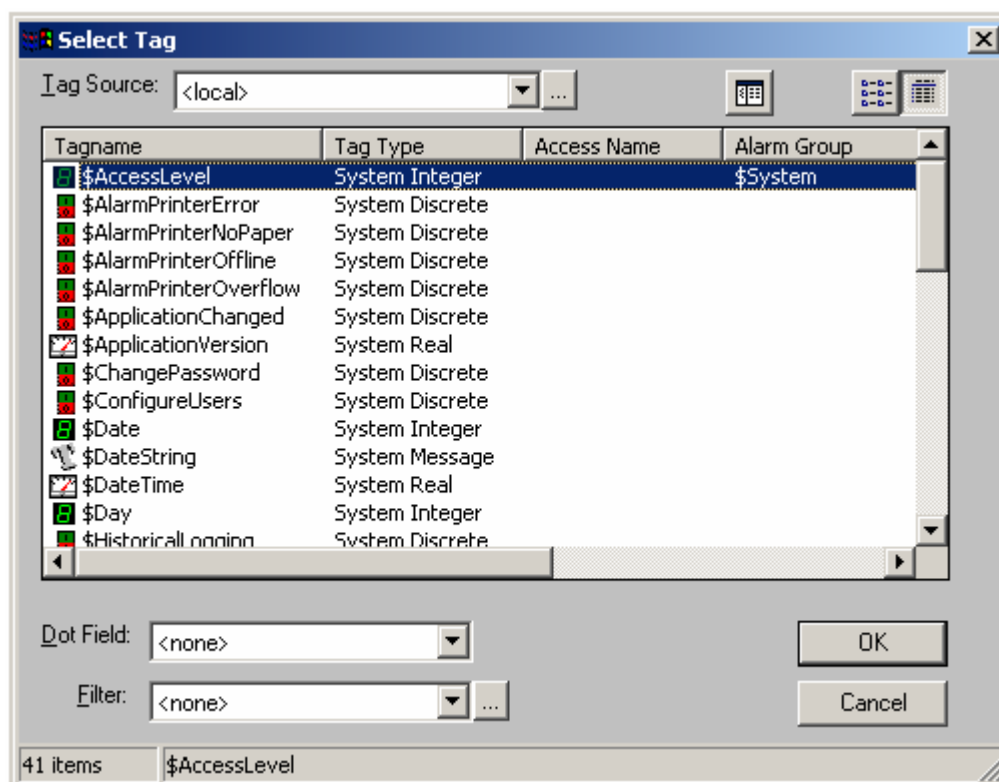 Select Tag
Tag Source: <local> ...
Tagname Tag Type Access Name Alarm Group
$AccessLevel System Integer $System
$AlarmPrinterError System Discrete
$AlarmPrinterNoPaper System Discrete
$AlarmPrinterOffline System Discrete
$AlarmPrinterOverflow System Discrete
$ApplicationChanged System Discrete
$ApplicationVersion System Real
$ChangePassword System Discrete
$ConfigureUsers System Discrete
$Date System Integer
$DateString System Message
$DateTime System Real
$Day System Integer
$HistoricalLogging System Discrete
Dot Field: <none> OK
Filter: <none> ... Cancel
41 items $AccessLevel